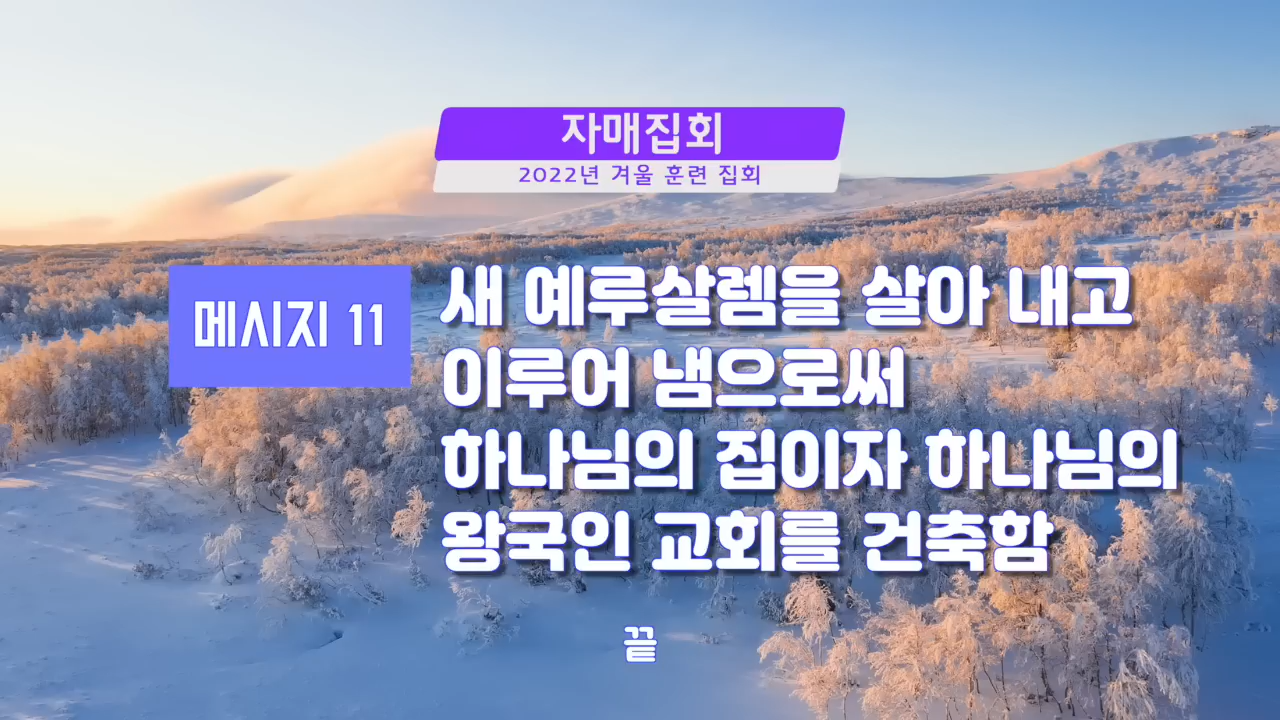 자매집회
2022년 겨울 훈련 집회
메시지 11
새 예루살렘을 살아 내고
이루어 냄으로써
하나님의 집이자 하나님의
왕국인 교회를 건축함
끝